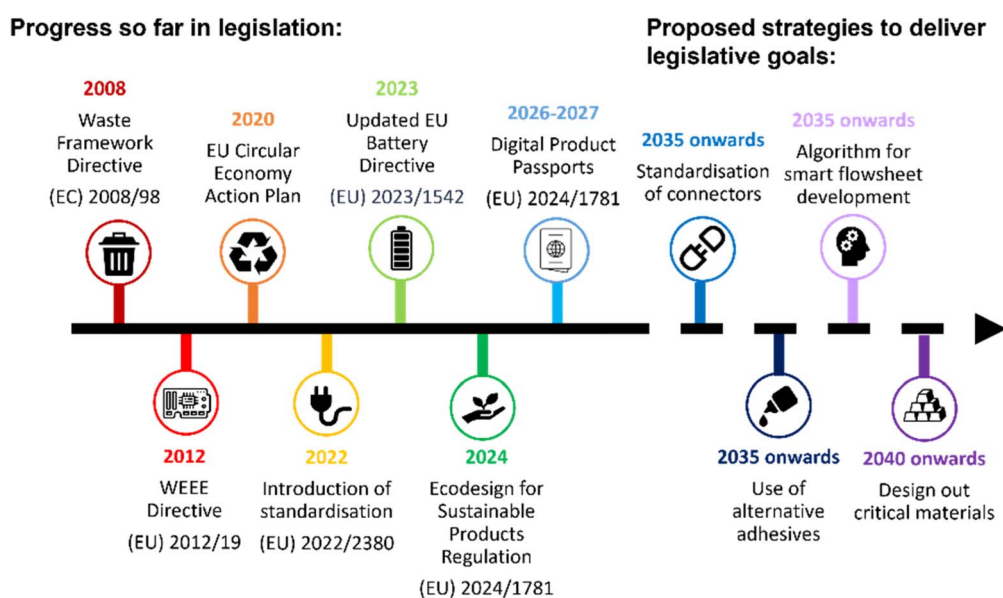 Progress so far in legislation:
Proposed strategies to deliver
legislative goals:
2008
Waste
Framework
Directive
(EC) 2008/98
2020
EU Circular
Economy
Action Plan
2023
Updated EU
Battery
Directive
(EU) 2023/1542
2026-2027
Digital Product
Passports
(EU) 2024/1781
2035 onwards
Standardisation
of connectors
2035 onwards
Algorithm for
smart flowsheet
development
2012
WEEE
Directive
(EU) 2012/19
2022
Introduction of
standardisation
(EU) 2022/2380
2024
Ecodesign for
Sustainable
Products
Regulation
(EU) 2024/1781
2035 onwards
Use of
alternative
adhesives
2040 onwards
Design out
critical materials